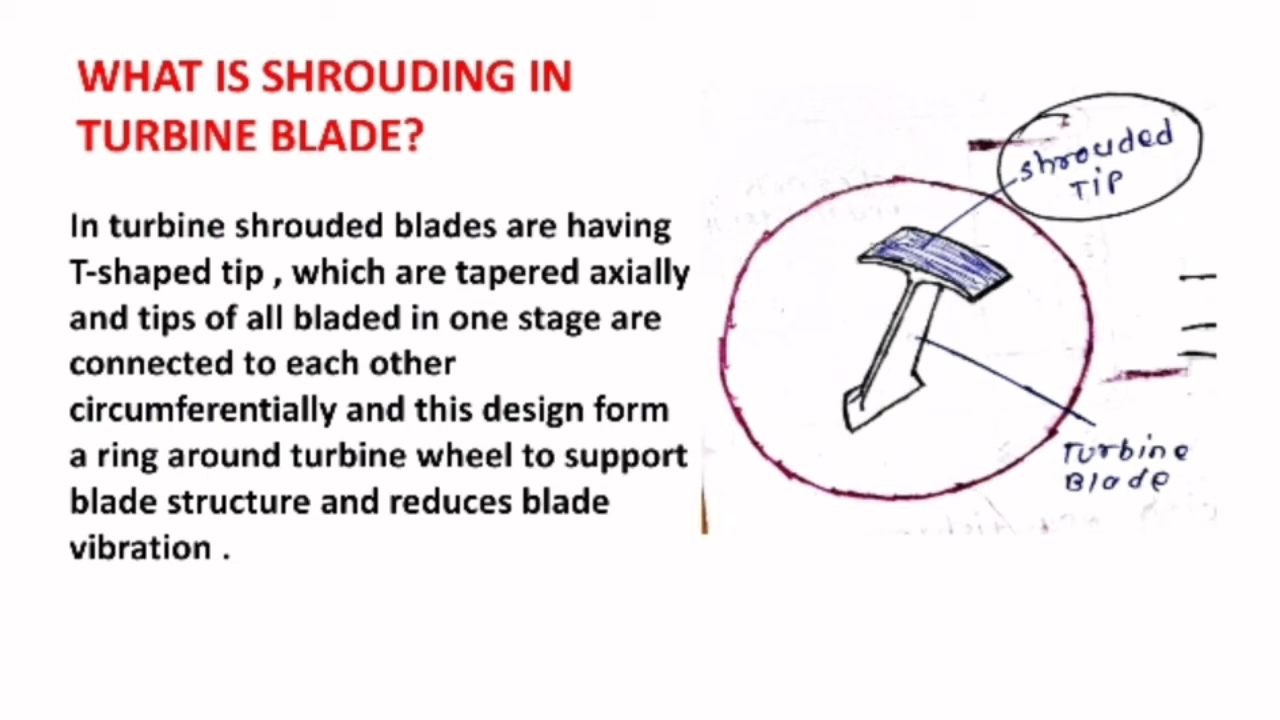 WHAT IS SHROUDING IN
TURBINE BLADE?
In turbine shrouded blades are having
T-shaped tip , which are tapered axially
and tips of all bladed in one stage are
connected to each other
circumferentially and this design form
a ring around turbine wheel to support
blade structure and reduces blade
vibration .
shrouded
TIP
Turbine
Blade